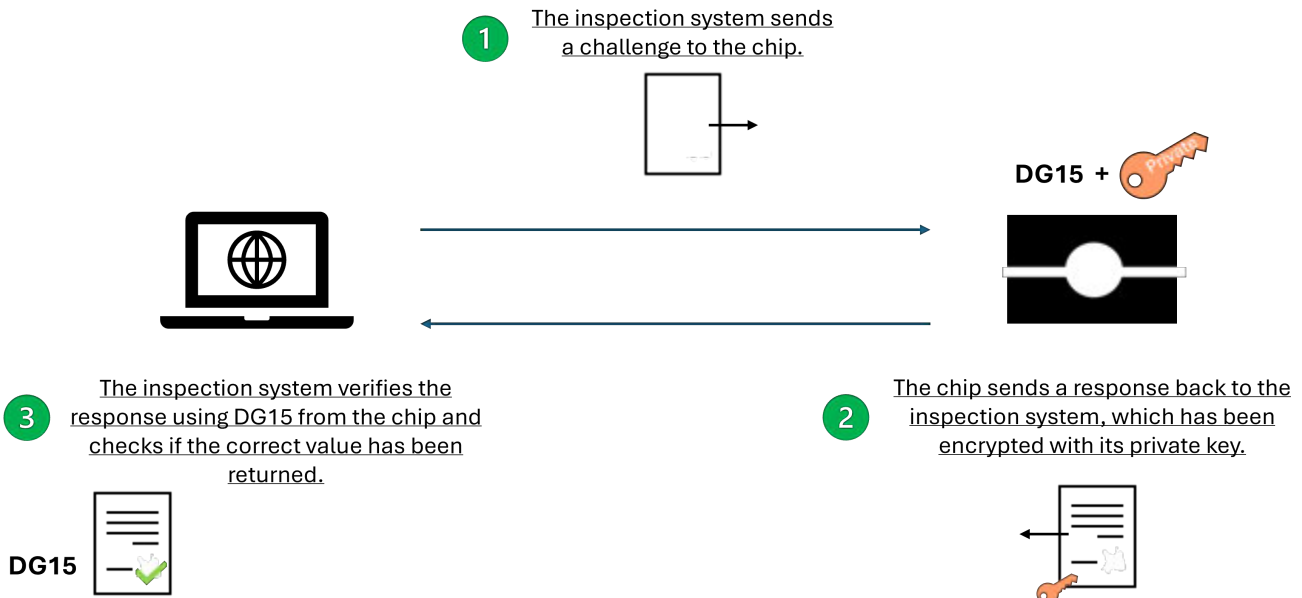 1
The inspection system sends
a challenge to the chip.
DG15 +
Private
3
The inspection system verifies the
response using DG15 from the chip and
checks if the correct value has been
returned.
DG15
2
The chip sends a response back to the
inspection system, which has been
encrypted with its private key.